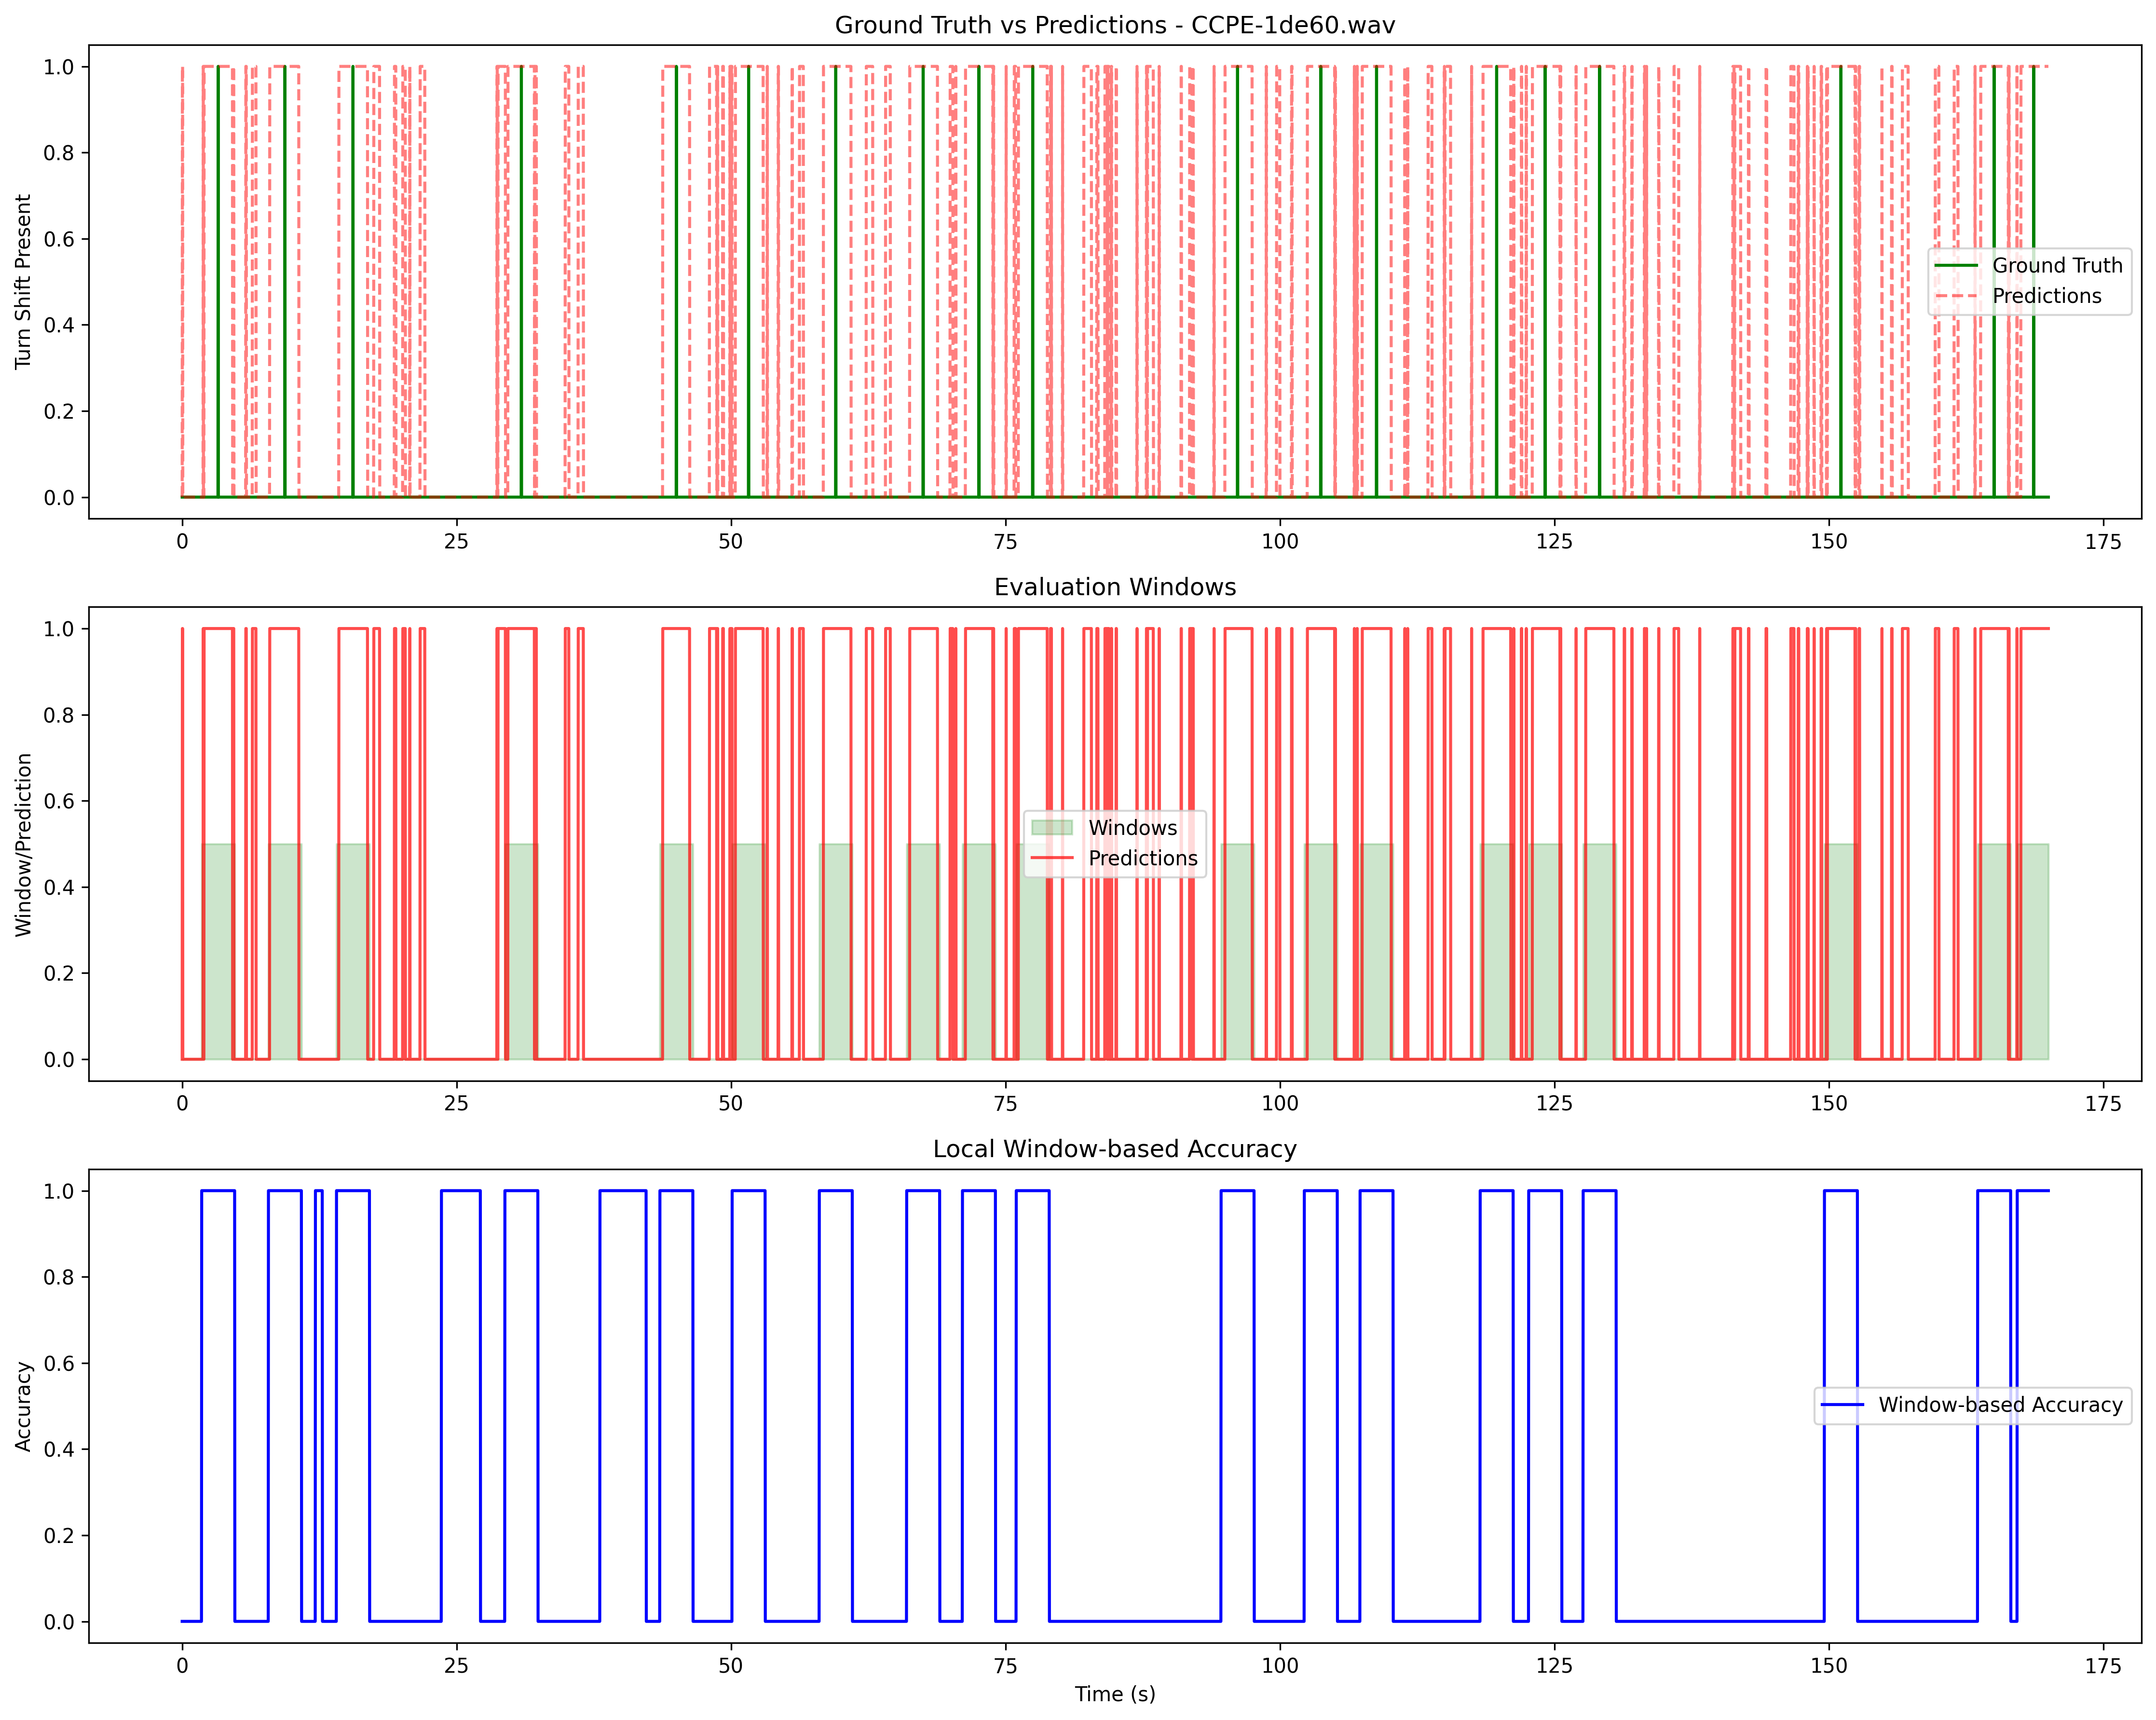 Ground Truth vs Predictions - CCPE-1de60.wav
Turn Shift Present
1.0
0.8
0.6
0.4
0.2
0.0
Ground Truth
Predictions
0 25 50 75 100 125 150 175
Evaluation Windows
Window/Prediction
1.0
0.8
0.6
0.4
0.2
0.0
Windows
Predictions
0 25 50 75 100 125 150 175
Local Window-based Accuracy
Accuracy
1.0
0.8
0.6
0.4
0.2
0.0
Window-based Accuracy
0 25 50 75 100 125 150 175
Time (s)